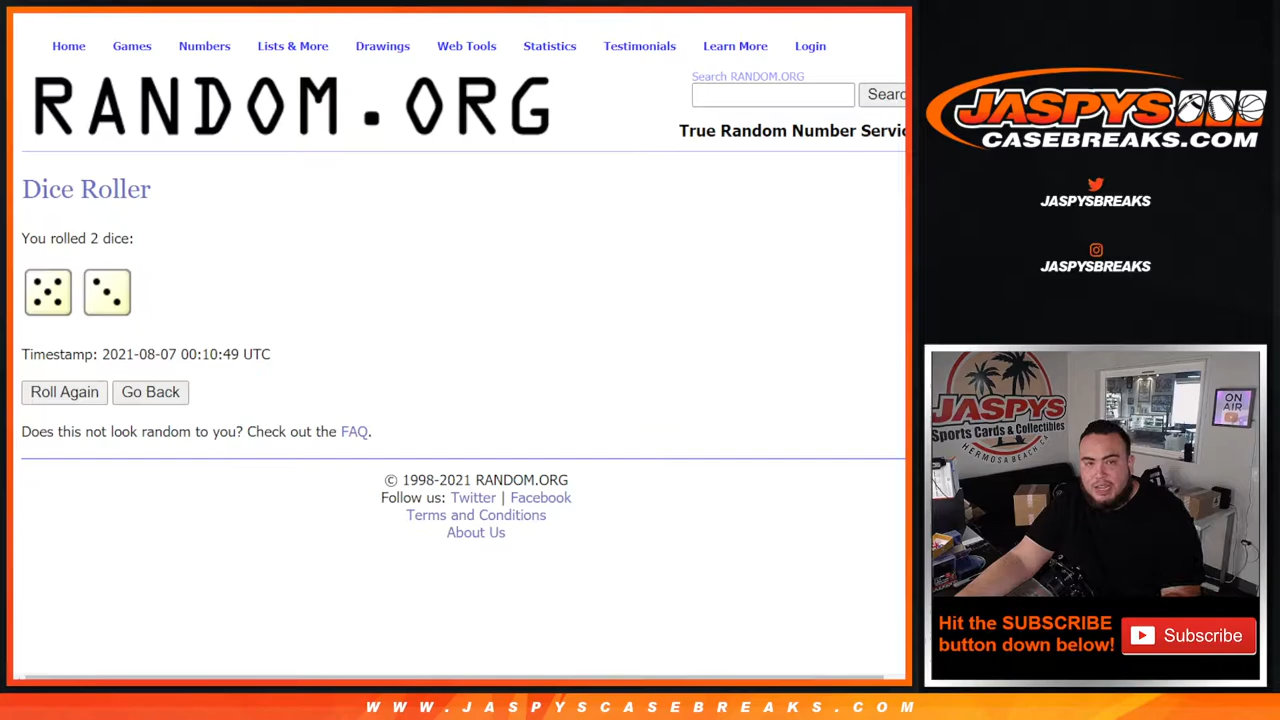 Home Games Numbers Lists & More Drawings Web Tools Statistics Testimonials Learn More Login
RANDOM.ORG
Search RANDOM.ORG
Searc
True Random Number Servic
Dice Roller
You rolled 2 dice:
Timestamp: 2021-08-07 00:10:49 UTC
Roll Again Go Back
Does this not look random to you? Check out the FAQ.
© 1998-2021 RANDOM.ORG
Follow us: Twitter | Facebook
Terms and Conditions
About Us
JASPYS
CASEBREAKS.COM
JASPYSBREAKS
JASPYSBREAKS
JASPYS
Sports Cards & Collectibles
HERMOSA BEACH, CA
ON
AIR
Hit the SUBSCRIBE
button down below!
Subscribe
WWW.JASPYSCASEBREAKS.COM